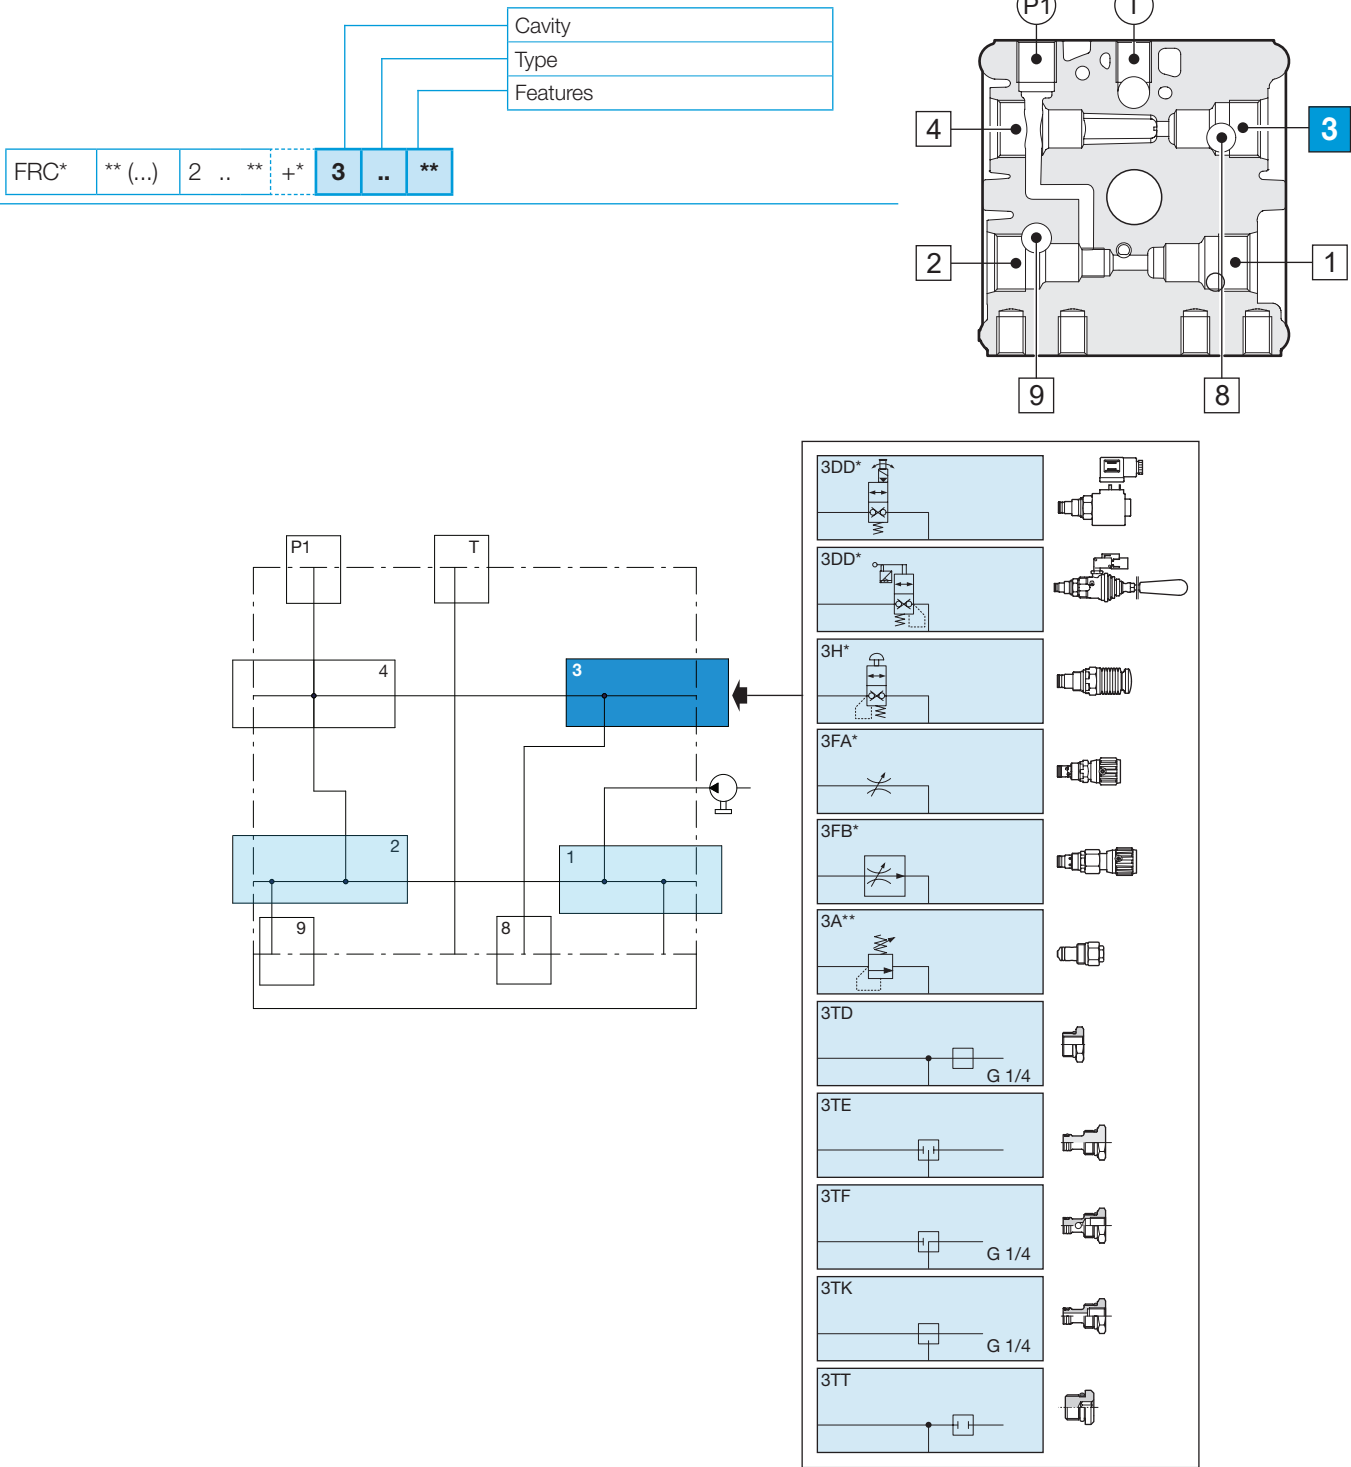 Cavity
Type
Features
FRC* ** (...) 2 .. ** +* 3 .. **
P1 T
4 3
2 1
9 8
P1 T
4 3
2 1
9 8
3DD*
3DD*
3H*
3FA*
3FB*
3A**
3TD
G 1/4
3TE
3TF
G 1/4
3TK
G 1/4
3TT